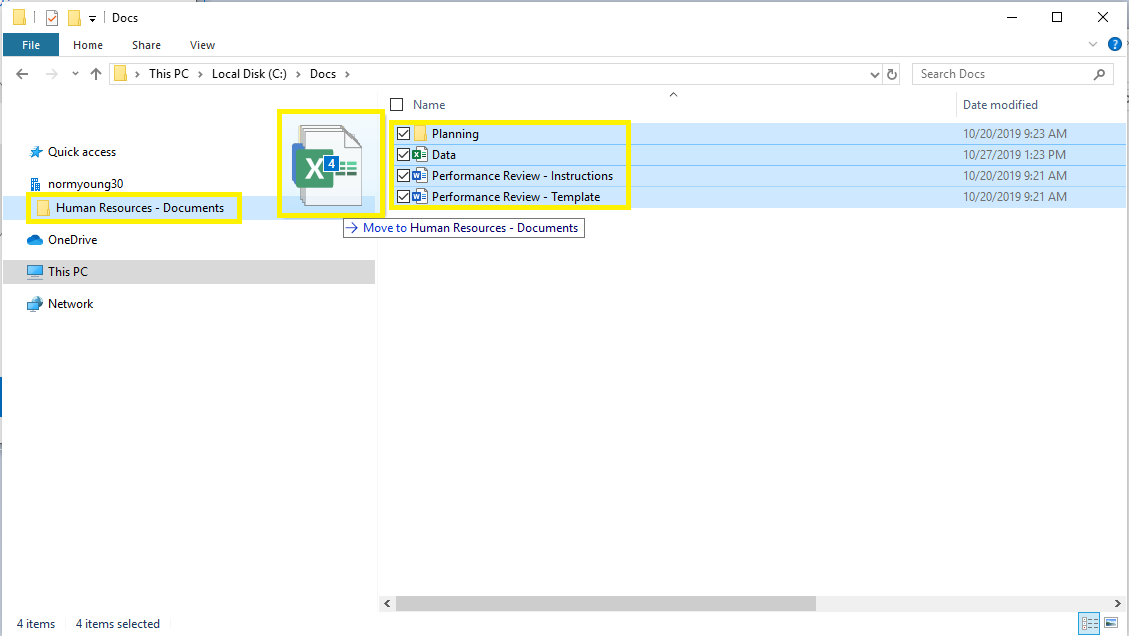 Docs
File Home Share View
This PC Local Disk (C:) Docs
Search Docs
Name Date modified
Quick access
normyoung30
Human Resources - Documents
OneDrive
This PC
Network
X 4
Planning 10/20/2019 9:23 AM
Data 10/27/2019 1:23 PM
Performance Review - Instructions 10/20/2019 9:21 AM
Performance Review - Template 10/20/2019 9:21 AM
Move to Human Resources - Documents
4 items 4 items selected